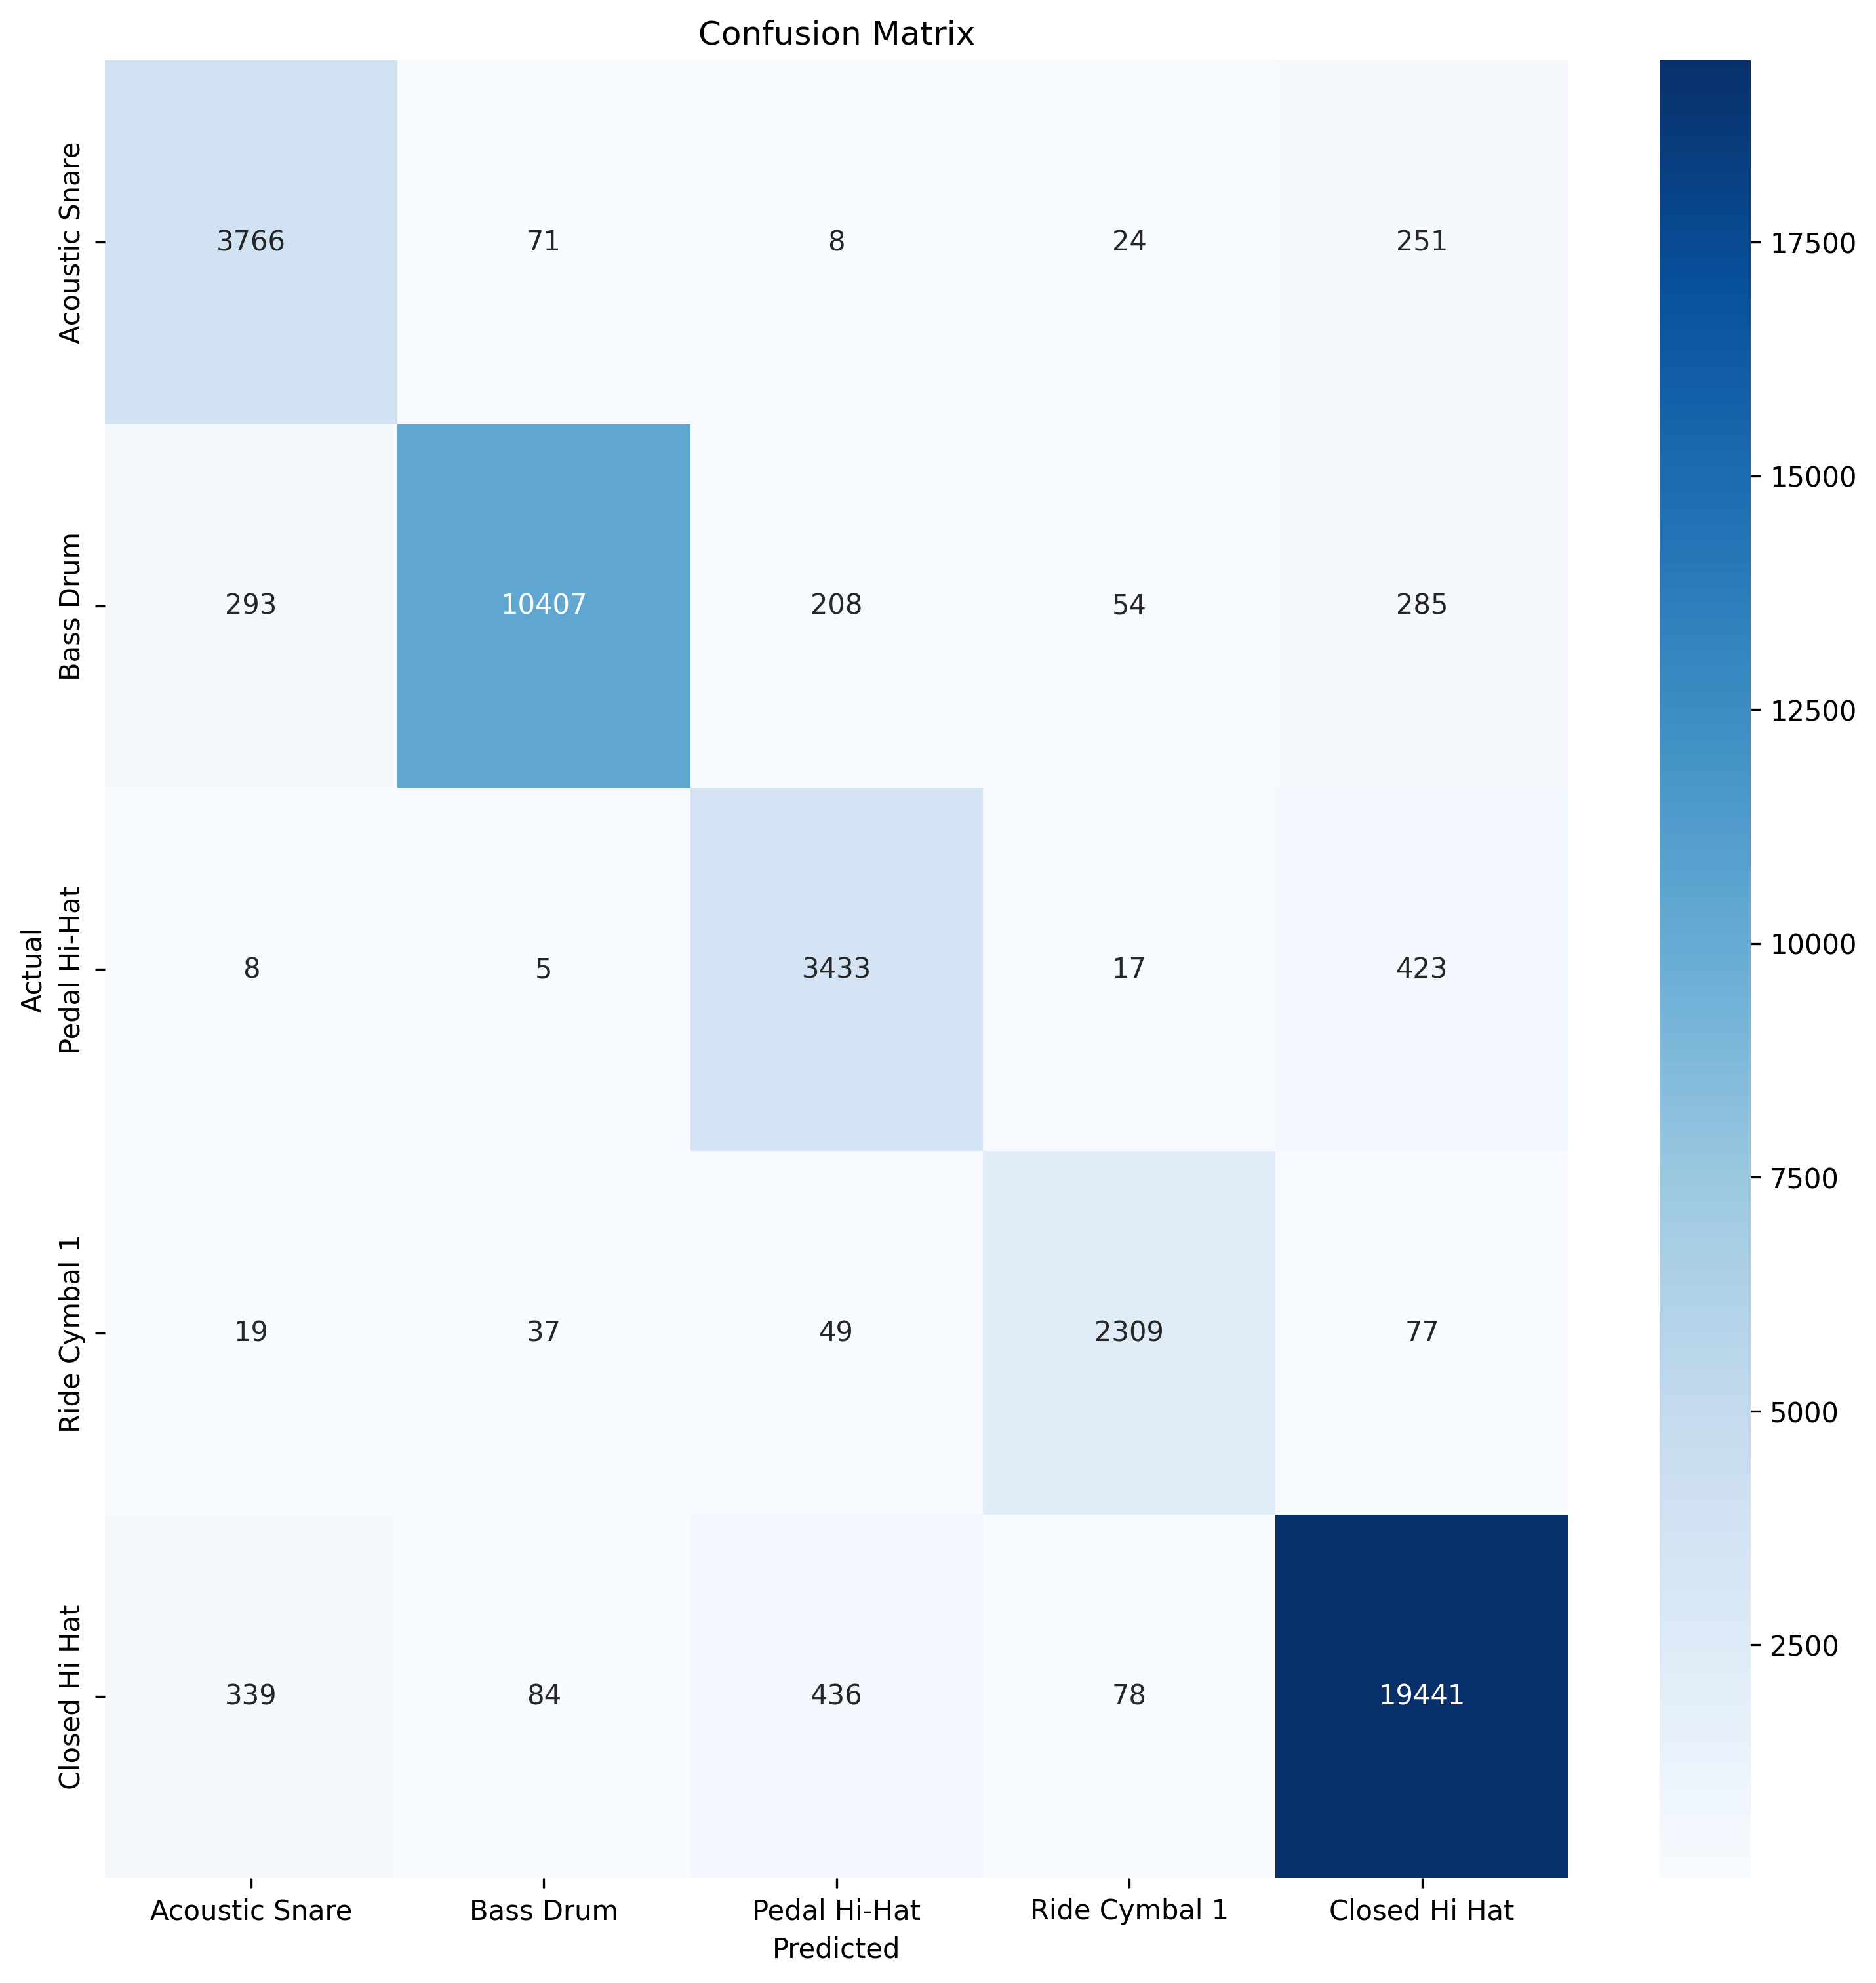 Confusion Matrix
Acoustic Snare
3766 71 8 24 251
Bass Drum
293 10407 208 54 285
Actual
Pedal Hi-Hat
8 5 3433 17 423
Ride Cymbal 1
19 37 49 2309 77
Closed Hi Hat
339 84 436 78 19441
Acoustic Snare Bass Drum Pedal Hi-Hat Ride Cymbal 1 Closed Hi Hat
Predicted
17500
15000
12500
10000
7500
5000
2500